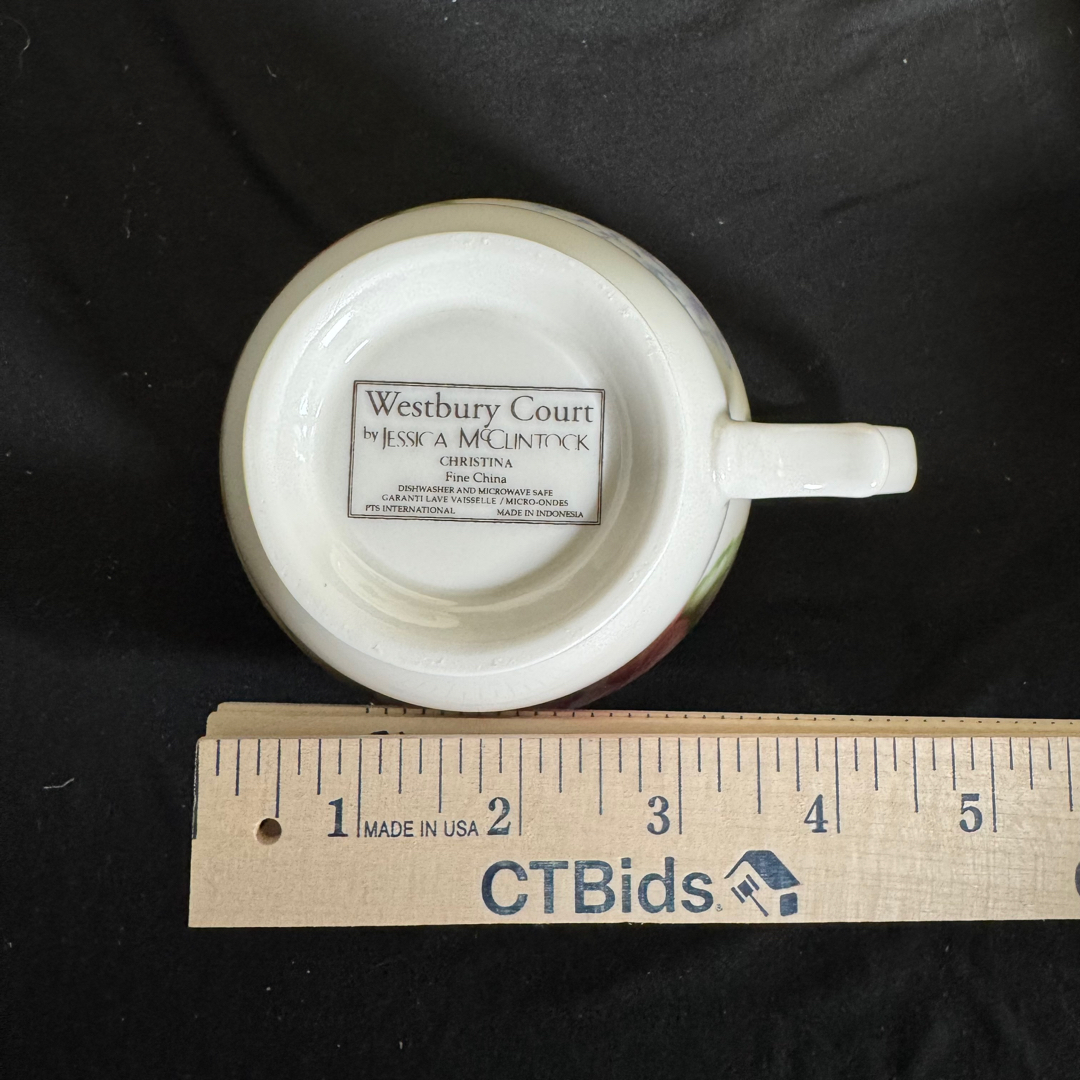 Westbury Court
by JESSICA McCLINTOCK
CHRISTINA
Fine China
DISHWASHER AND MICROWAVE SAFE
GARANTI LAVE VAISSELLE / MICRO-ONDES
PTS INTERNATIONAL MADE IN INDONESIA
1 MADE IN USA 2 3 4 5
CTBids